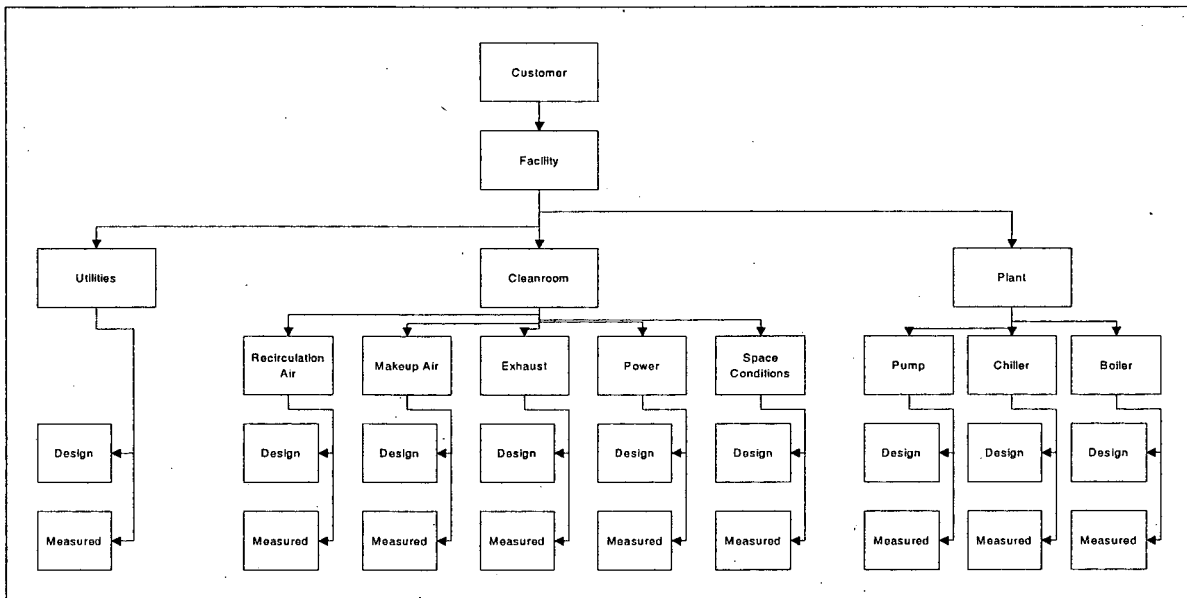 Customer
Facility
Utilities
Cleanroom
Plant
Recirculation
Air
Makeup Air
Exhaust
Power
Space
Conditions
Pump
Chiller
Boiler
Design
Design
Design
Design
Design
Design
Design
Design
Design
Measured
Measured
Measured
Measured
Measured
Measured
Measured
Measured
Measured